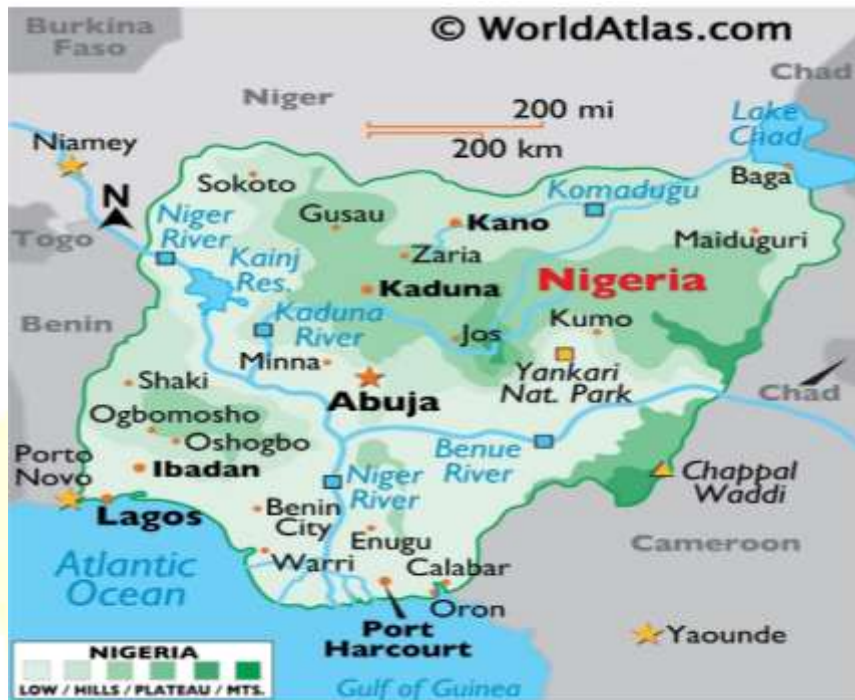 Burkina
Faso
© WorldAtlas.com
Niger
Chad
200 mi
200 km
Lake
Chad
Niamey
N
Sokoto
Baga
Komadugu
Gusau
Kano
Niger
River
Togo
Maiduguri
Zaria
Kainj
Res.
Nigeria
Kaduna
Kaduna
River
Benin
Jos
Kumo
Minna
Yankari
Nat. Park
Shaki
Abuja
Chad
Ogbomosho
Oshogbo
Benue
River
Porto
Novo
Ibadan
Niger
River
Chappal
Waddi
Lagos
Benin
City
Enugu
Cameroon
Atlantic
Ocean
Warri
Calabar
Oron
Port
Harcourt
Yaounde
NIGERIA
LOW / HILLS / PLATEAU / MTS.
Gulf of Guinea